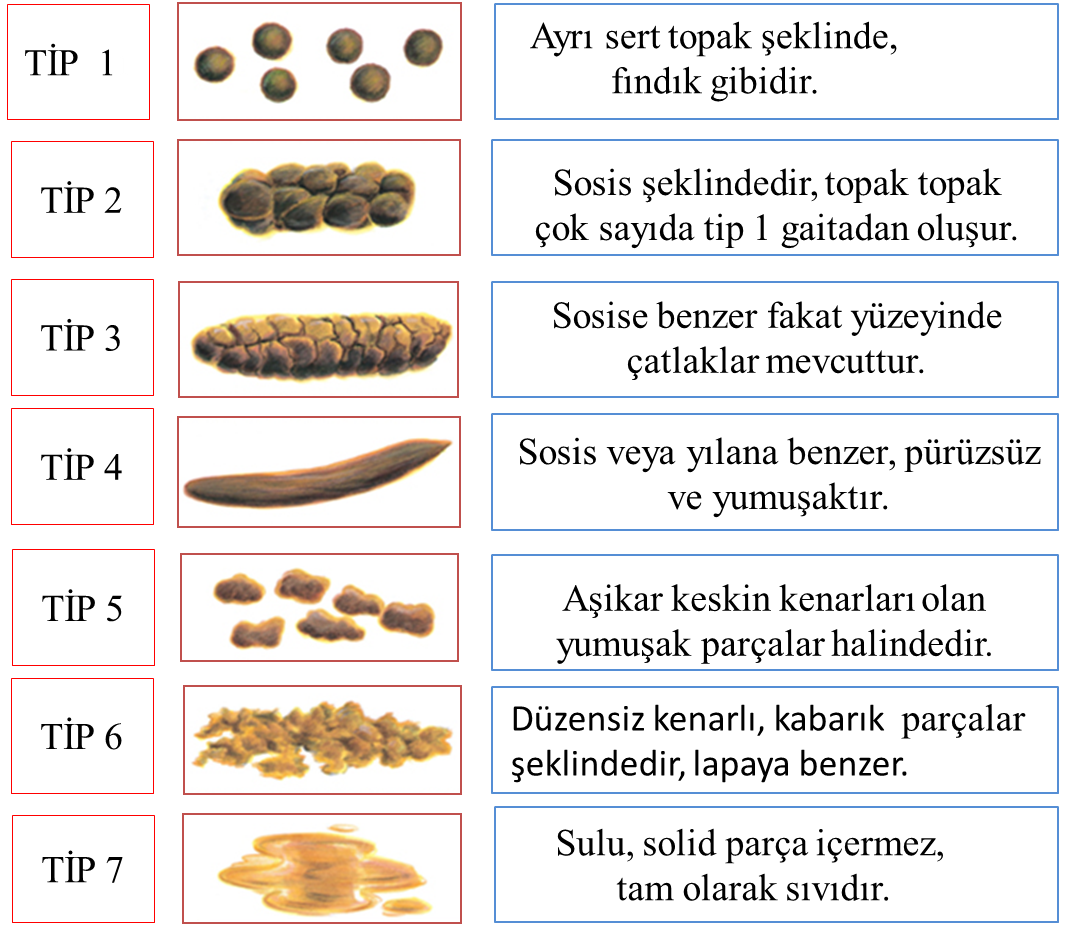 TİP 1
Ayrı sert topak şeklinde,
fındık gibidir.
TİP 2
Sosis şeklindedir, topak topak
çok sayıda tip 1 gaitadan oluşur.
TİP 3
Sosise benzer fakat yüzeyinde
çatlaklar mevcuttur.
TİP 4
Sosis veya yılana benzer, pürüzsüz
ve yumuşaktır.
TİP 5
Aşikar keskin kenarları olan
yumuşak parçalar halindedir.
TİP 6
Düzensiz kenarlı, kabarık parçalar
şeklindedir, lapaya benzer.
TİP 7
Sulu, solid parça içermez,
tam olarak sıvıdır.